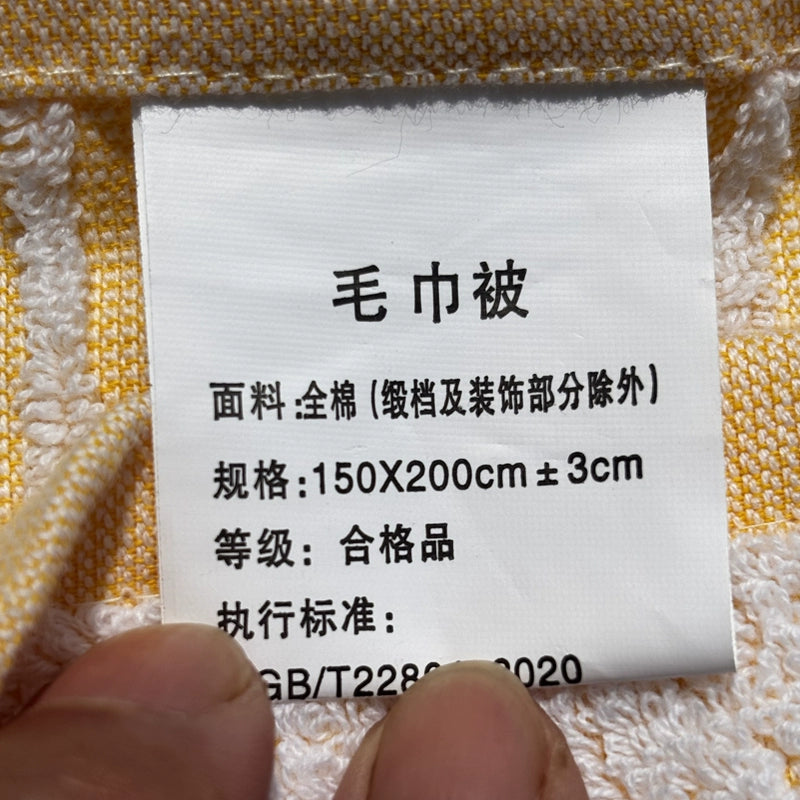 毛巾被
面料:全棉(缎档及装饰部分除外)
规格:150X200cm±3cm
等级:合格品
执行标准:
GB/T228 2020